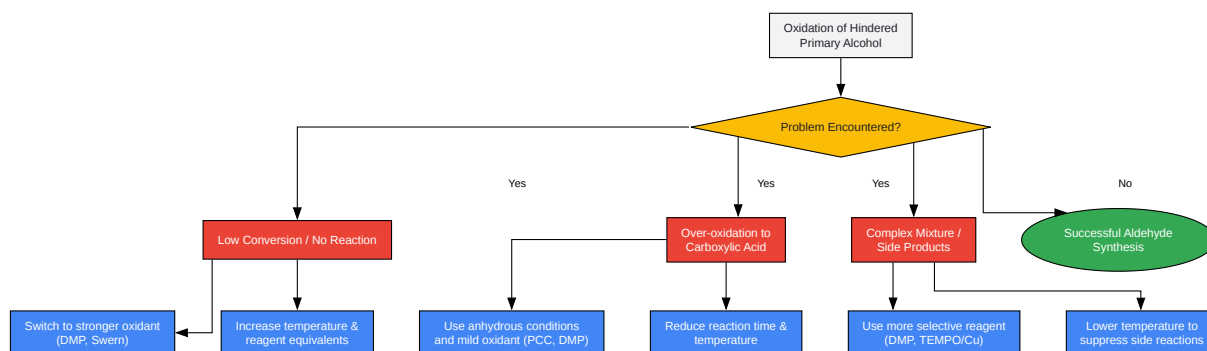 Oxidation of Hindered
Primary Alcohol
Problem Encountered?
Yes
Yes
Yes
No
Low Conversion / No Reaction
Over-oxidation to
Carboxylic Acid
Complex Mixture /
Side Products
Successful Aldehyde
Synthesis
Switch to stronger oxidant
(DMP, Swern)
Increase temperature &
reagent equivalents
Use anhydrous conditions
and mild oxidant (PCC, DMP)
Reduce reaction time &
temperature
Use more selective reagent
(DMP, TEMPO/Cu)
Lower temperature to
suppress side reactions